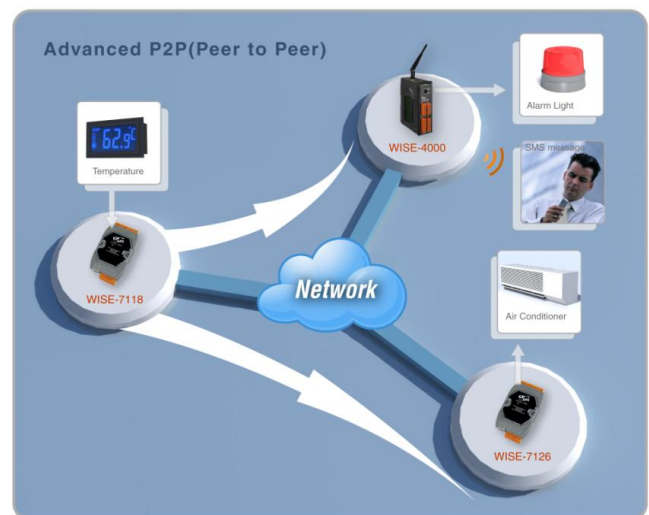 Advanced P2P(Peer to Peer)
Alarm Light
WISE-4000
SMS message
62.9°C
Temperature
WISE-7118
Network
Air Conditioner
WISE-7126